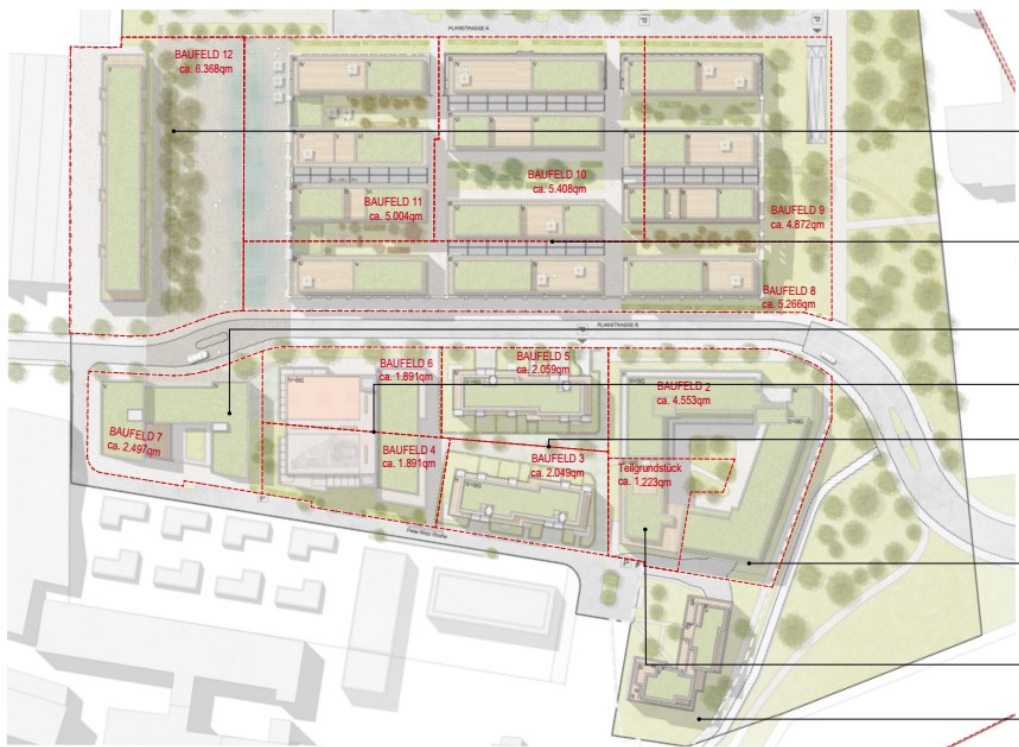 PLANSTRASSE A
BAUFELD 12
ca. 6.368qm
BAUFELD 10
ca. 5.408qm
BAUFELD 11
ca. 5.004qm
BAUFELD 9
ca. 4.872qm
BAUFELD 8
ca. 5.266qm
PLANSTRASSE B
BAUFELD 6
ca. 1.891qm
BAUFELD 5
ca. 2.059qm
BAUFELD 2
ca. 4.553qm
BAUFELD 7
ca. 2.497qm
BAUFELD 4
ca. 1.891qm
BAUFELD 3
ca. 2.049qm
Teilgrundstück
ca. 1.223qm